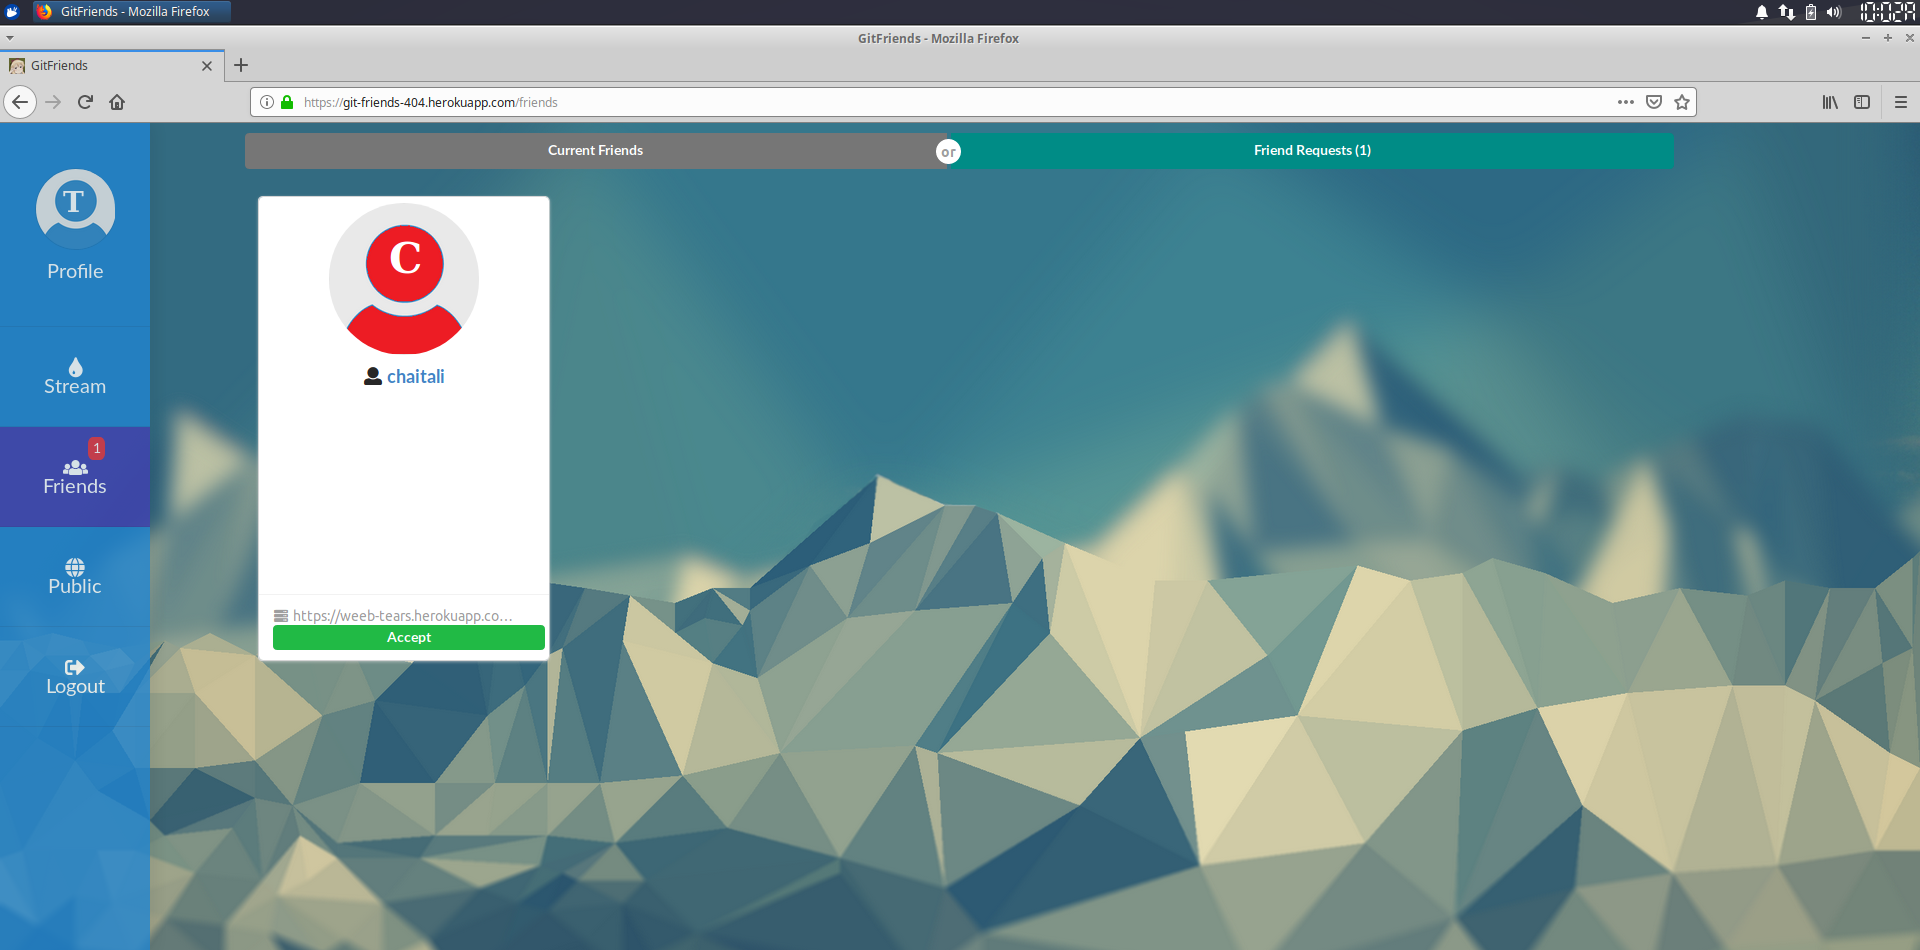 GitFriends - Mozilla Firefox
10:02A
GitFriends - Mozilla Firefox
GitFriends
https://git-friends-404.herokuapp.com/friends
Current Friends
or
Friend Requests (1)
T
Profile
Stream
1
Friends
Public
Logout
C
chaitali
https://weeb-tears.herokuapp.co...
Accept